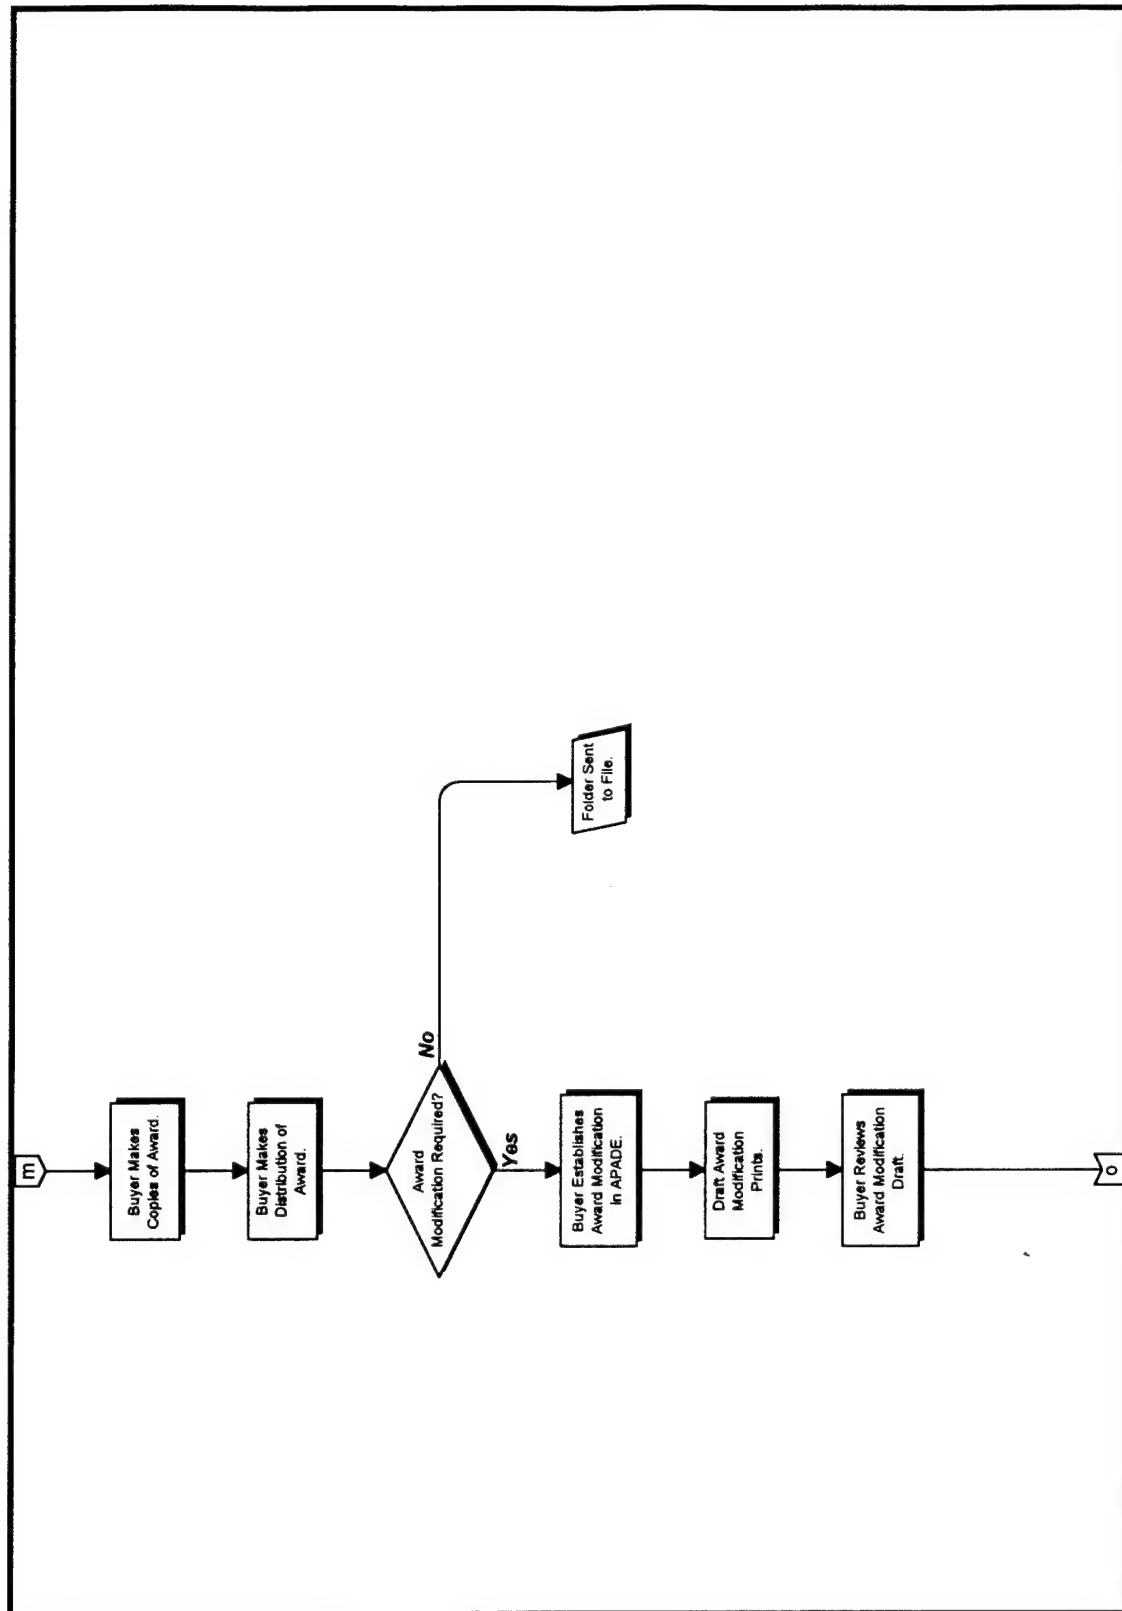 m
Buyer Makes
Copies of Award.
Buyer Makes
Distribution of
Award.
Award
Modification Required?
No
Yes
Folder Sent
to File.
Buyer Establishes
Award Modification
in APADE.
Draft Award
Modification
Prints.
Buyer Reviews
Award Modification
Draft.
o